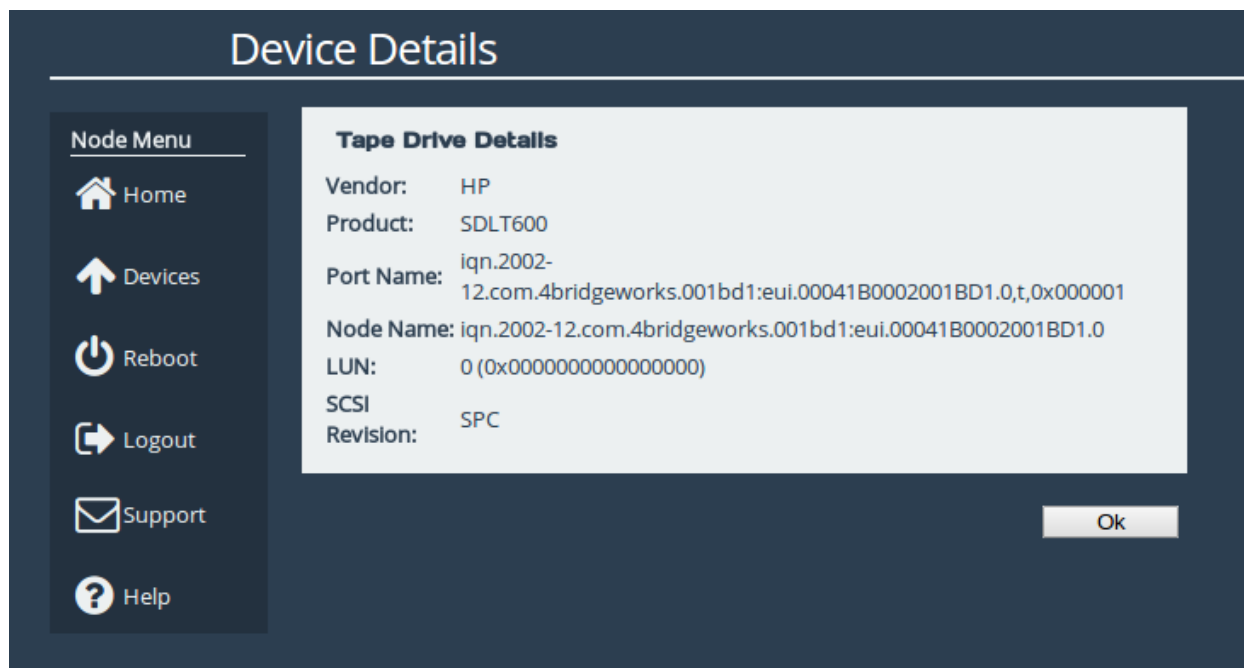 Device Details
Node Menu
Home
Devices
Reboot
Logout
Support
Help
Tape Drive Details
Vendor: HP
Product: SDLT600
Port Name: iqn.2002-
12.com.4bridgeworks.001bd1:eui.00041B0002001BD1.0,t,0x000001
Node Name: iqn.2002-12.com.4bridgeworks.001bd1:eui.00041B0002001BD1.0
LUN: 0 (0x0000000000000000)
SCSI
Revision: SPC
Ok